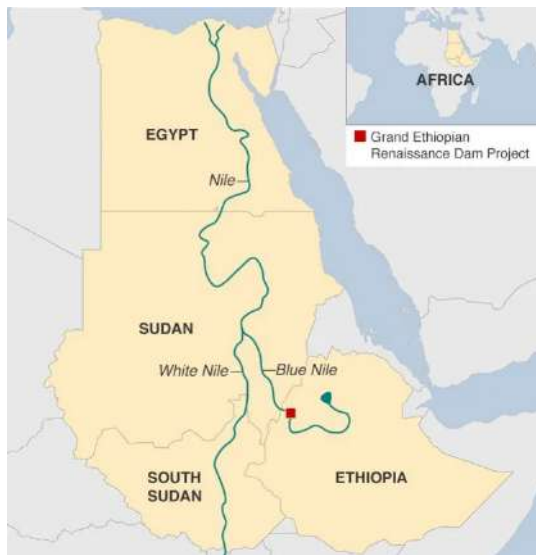 AFRICA
Grand Ethiopian
Renaissance Dam Project
EGYPT
Nile
SUDAN
White Nile
Blue Nile
SOUTH
SUDAN
ETHIOPIA